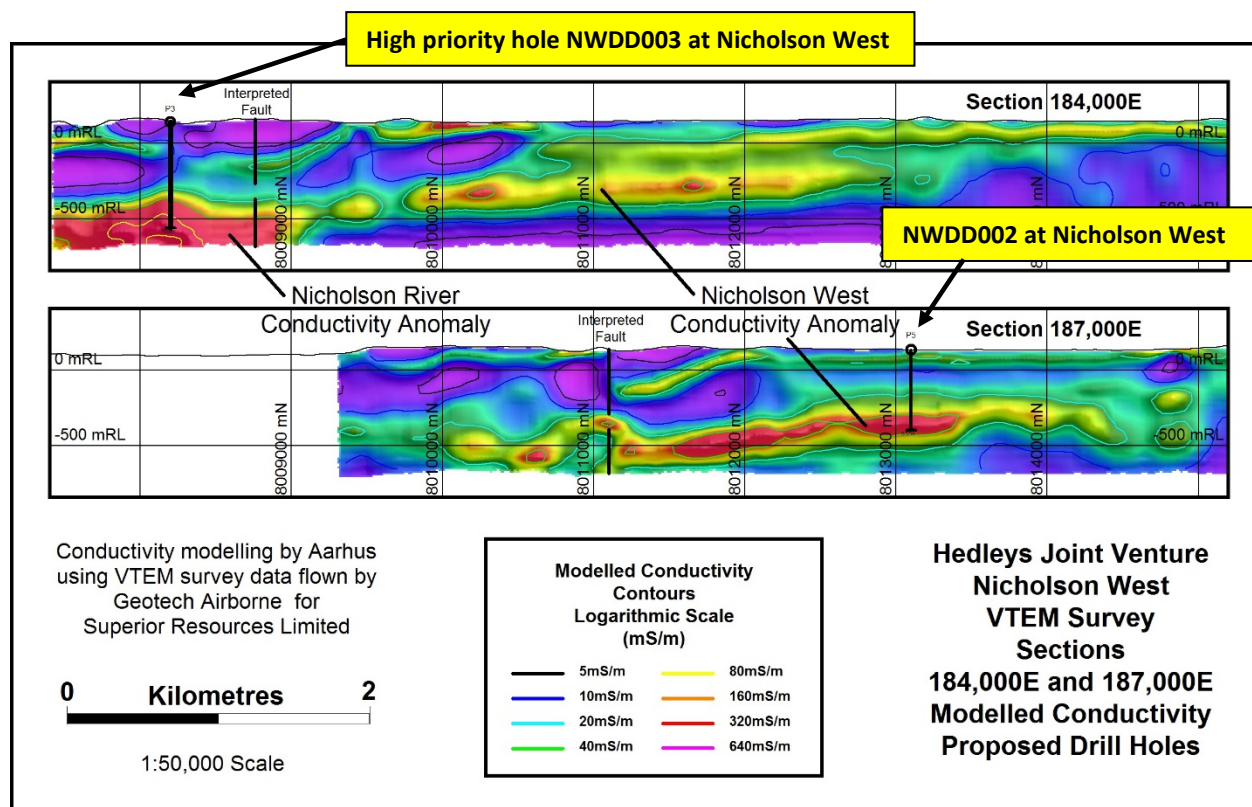 High priority hole NWDD003 at Nicholson West
P3
Interpreted
Fault
Section 184,000E
0 mRL
0 mRL
-500 mRL
8009000 mN
8010000 mN
8011000 mN
8012000 mN
NWDD002 at Nicholson West
Nicholson River
Conductivity Anomaly
Nicholson West
Conductivity Anomaly
Interpreted
Fault
P5
Section 187,000E
0 mRL
0 mRL
-500 mRL
-500 mRL
8009000 mN
8010000 mN
8011000 mN
8012000 mN
8013000 mN
8014000 mN
Conductivity modelling by Aarhus
using VTEM survey data flown by
Geotech Airborne for
Superior Resources Limited
0 Kilometres 2
1:50,000 Scale
Modelled Conductivity
Contours
Logarithmic Scale
(mS/m)
5mS/m 80mS/m
10mS/m 160mS/m
20mS/m 320mS/m
40mS/m 640mS/m
Hedleys Joint Venture
Nicholson West
VTEM Survey
Sections
184,000E and 187,000E
Modelled Conductivity
Proposed Drill Holes